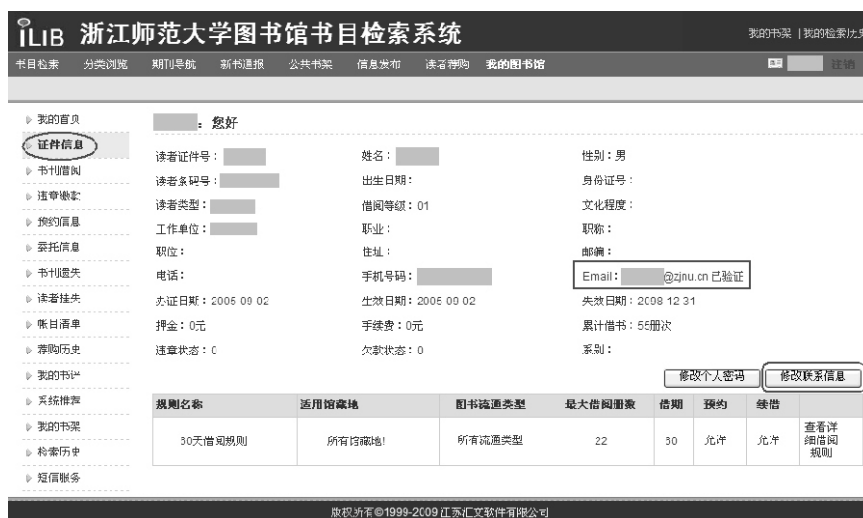 iLIB 浙江师范大学图书馆书目检索系统
我的书架 | 我的检索历史
书目检索 分类浏览 期刊导航 新书通报 公共书架 信息发布 读者荐购 我的图书馆 注销
我的首页
证件信息
书刊借阅
违章缴款
预约信息
委托信息
书刊遗失
读者挂失
帐目清单
荐购历史
我的书评
系统推荐
我的书架
检索历史
短信服务
：您好
读者证件号： 姓名： 性别：男
读者条码号： 出生日期： 身份证号：
读者类型： 借阅等级：01 文化程度：
工作单位： 职业： 职称：
职位： 住址： 邮编：
电话： 手机号码： Email： @zjnu.cn 已验证
办证日期：2005-09-02 生效日期：2005-09-02 失效日期：2008-12-31
押金：0元 手续费：0元 累计借书：55册次
违章状态：0 欠款状态：0 系别：
修改个人密码 修改联系信息
规则名称 适用馆藏地 图书流通类型 最大借阅册数 借期 预约 续借
30天借阅规则 所有馆藏地! 所有流通类型 22 30 允许 允许 查看详
细借阅
规则
版权所有©1999-2009 江苏汇文软件有限公司